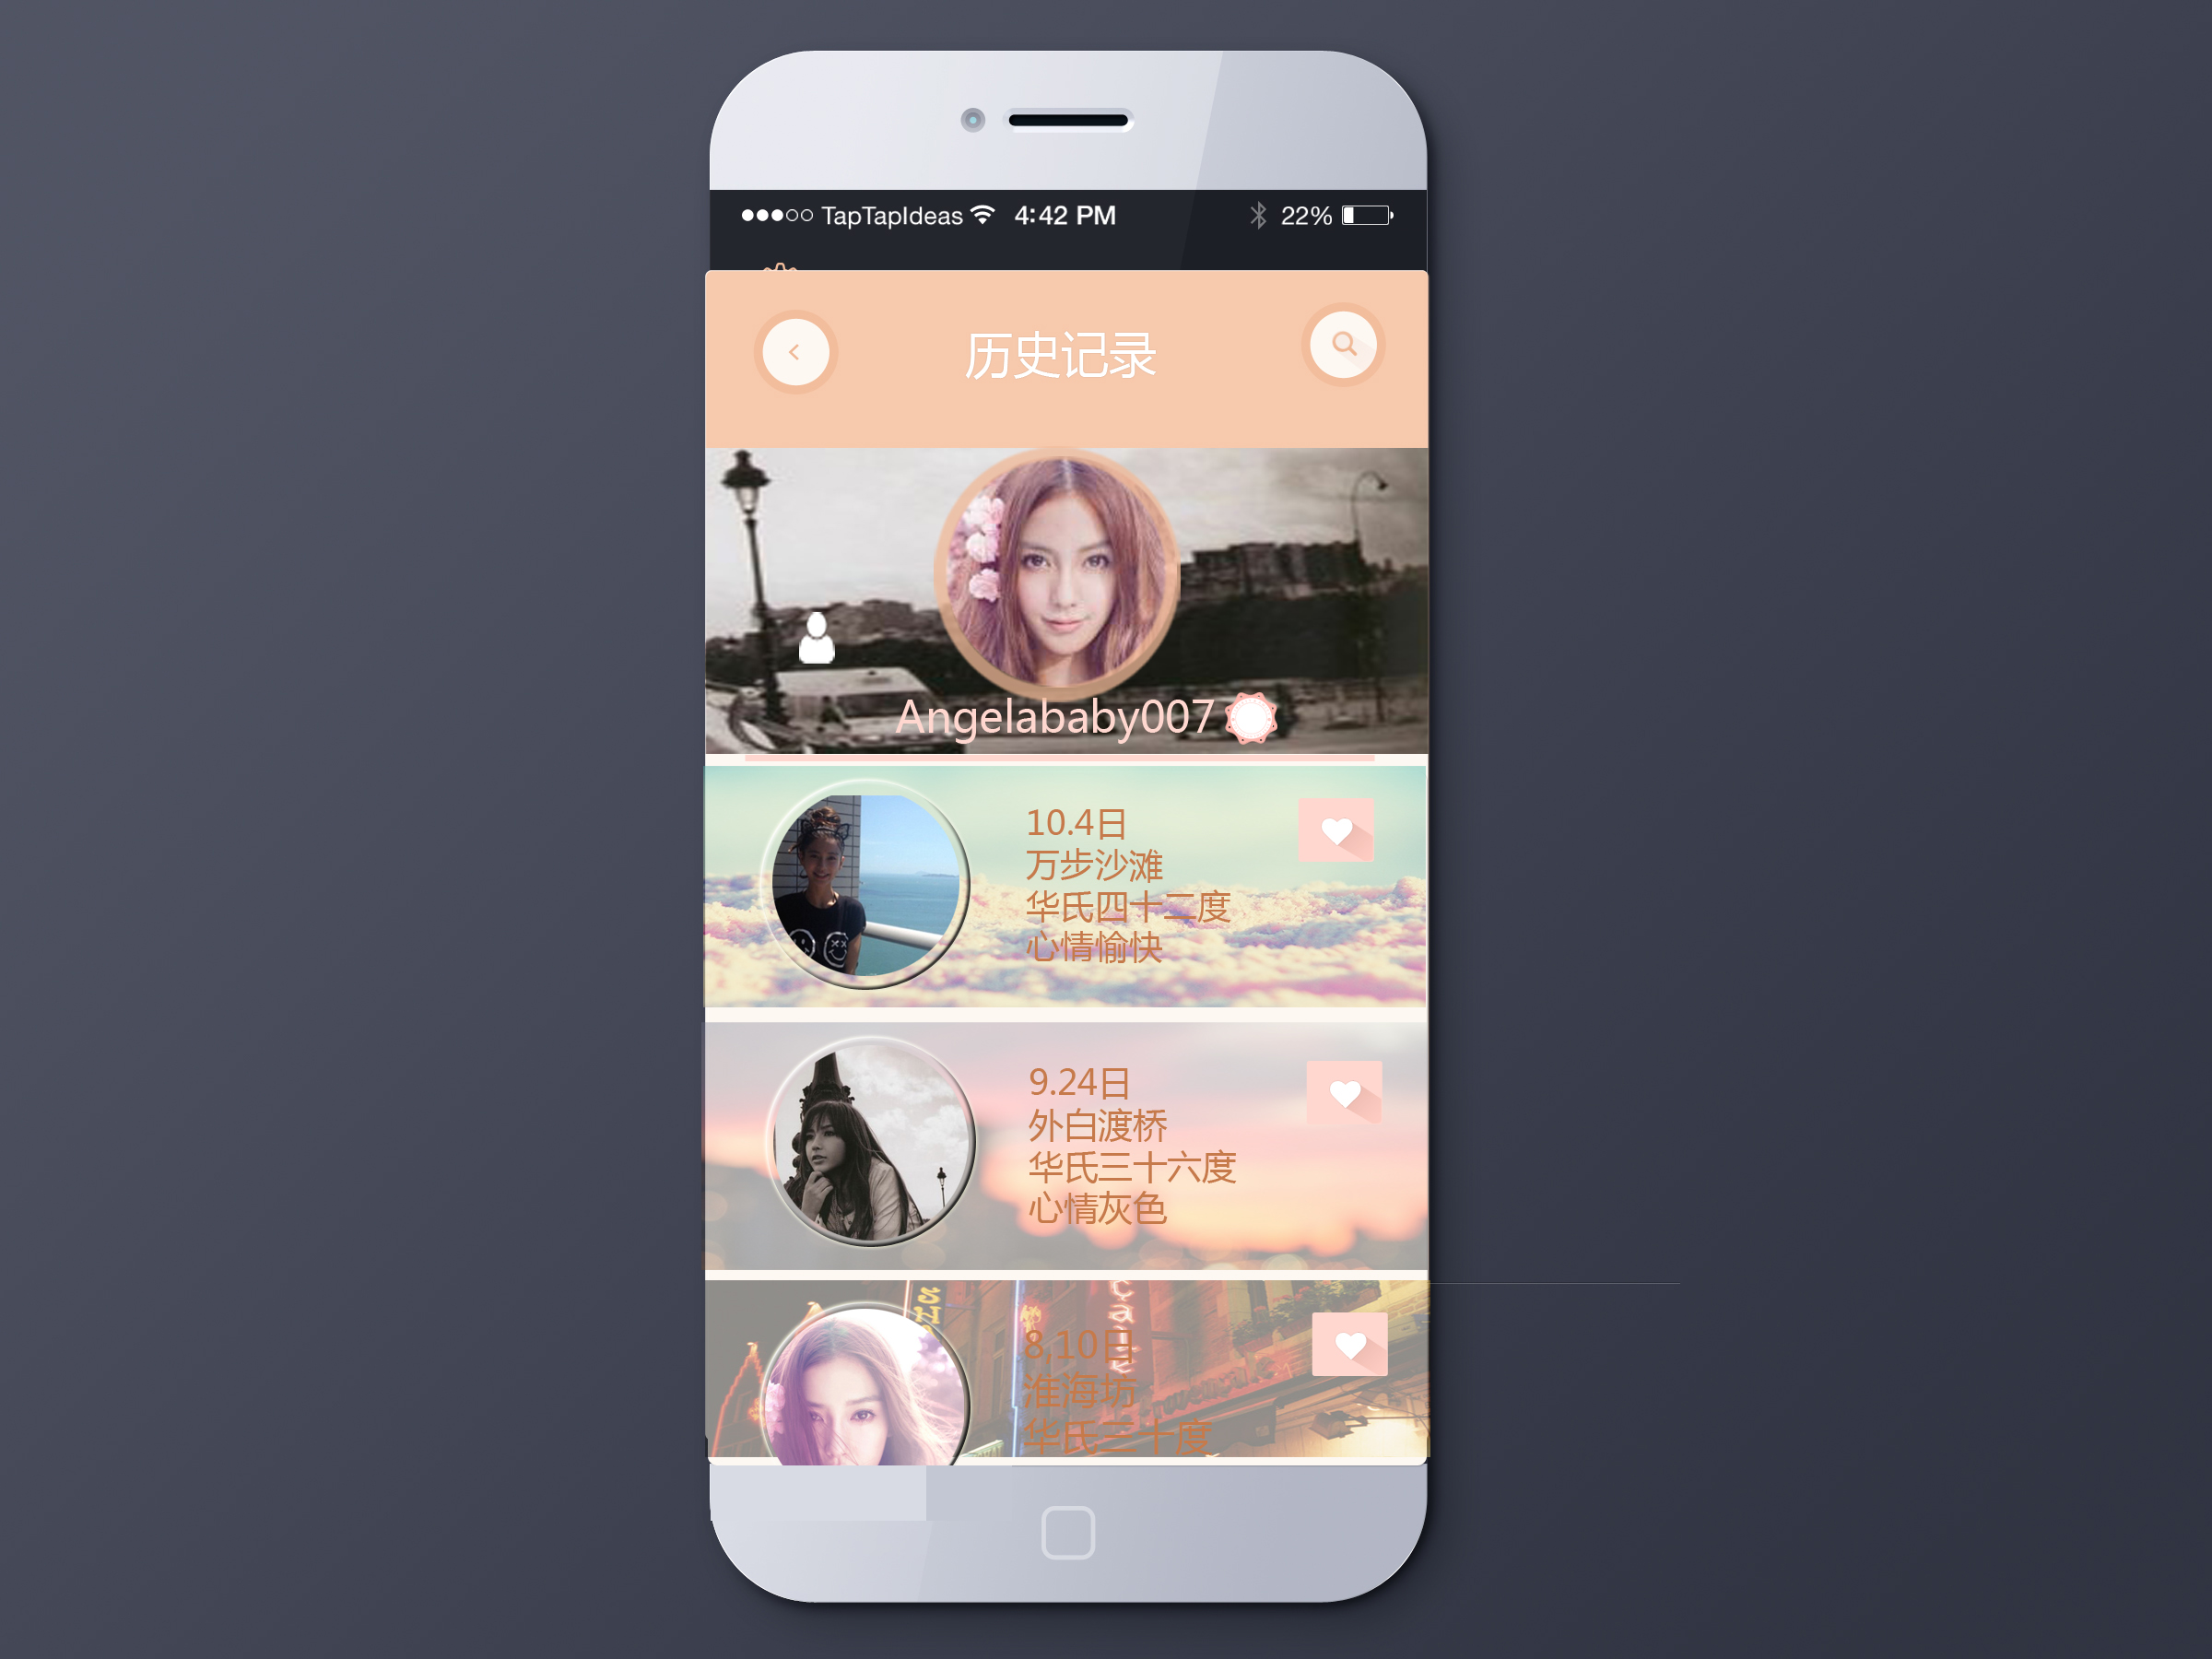 TapTapIdeas 4:42 PM 22%
历史记录
Angelababy007
10.4日
万步沙滩
华氏四十二度
心情愉快
9.24日
外白渡桥
华氏三十六度
心情灰色
8,10日
淮海坊
华氏三十度